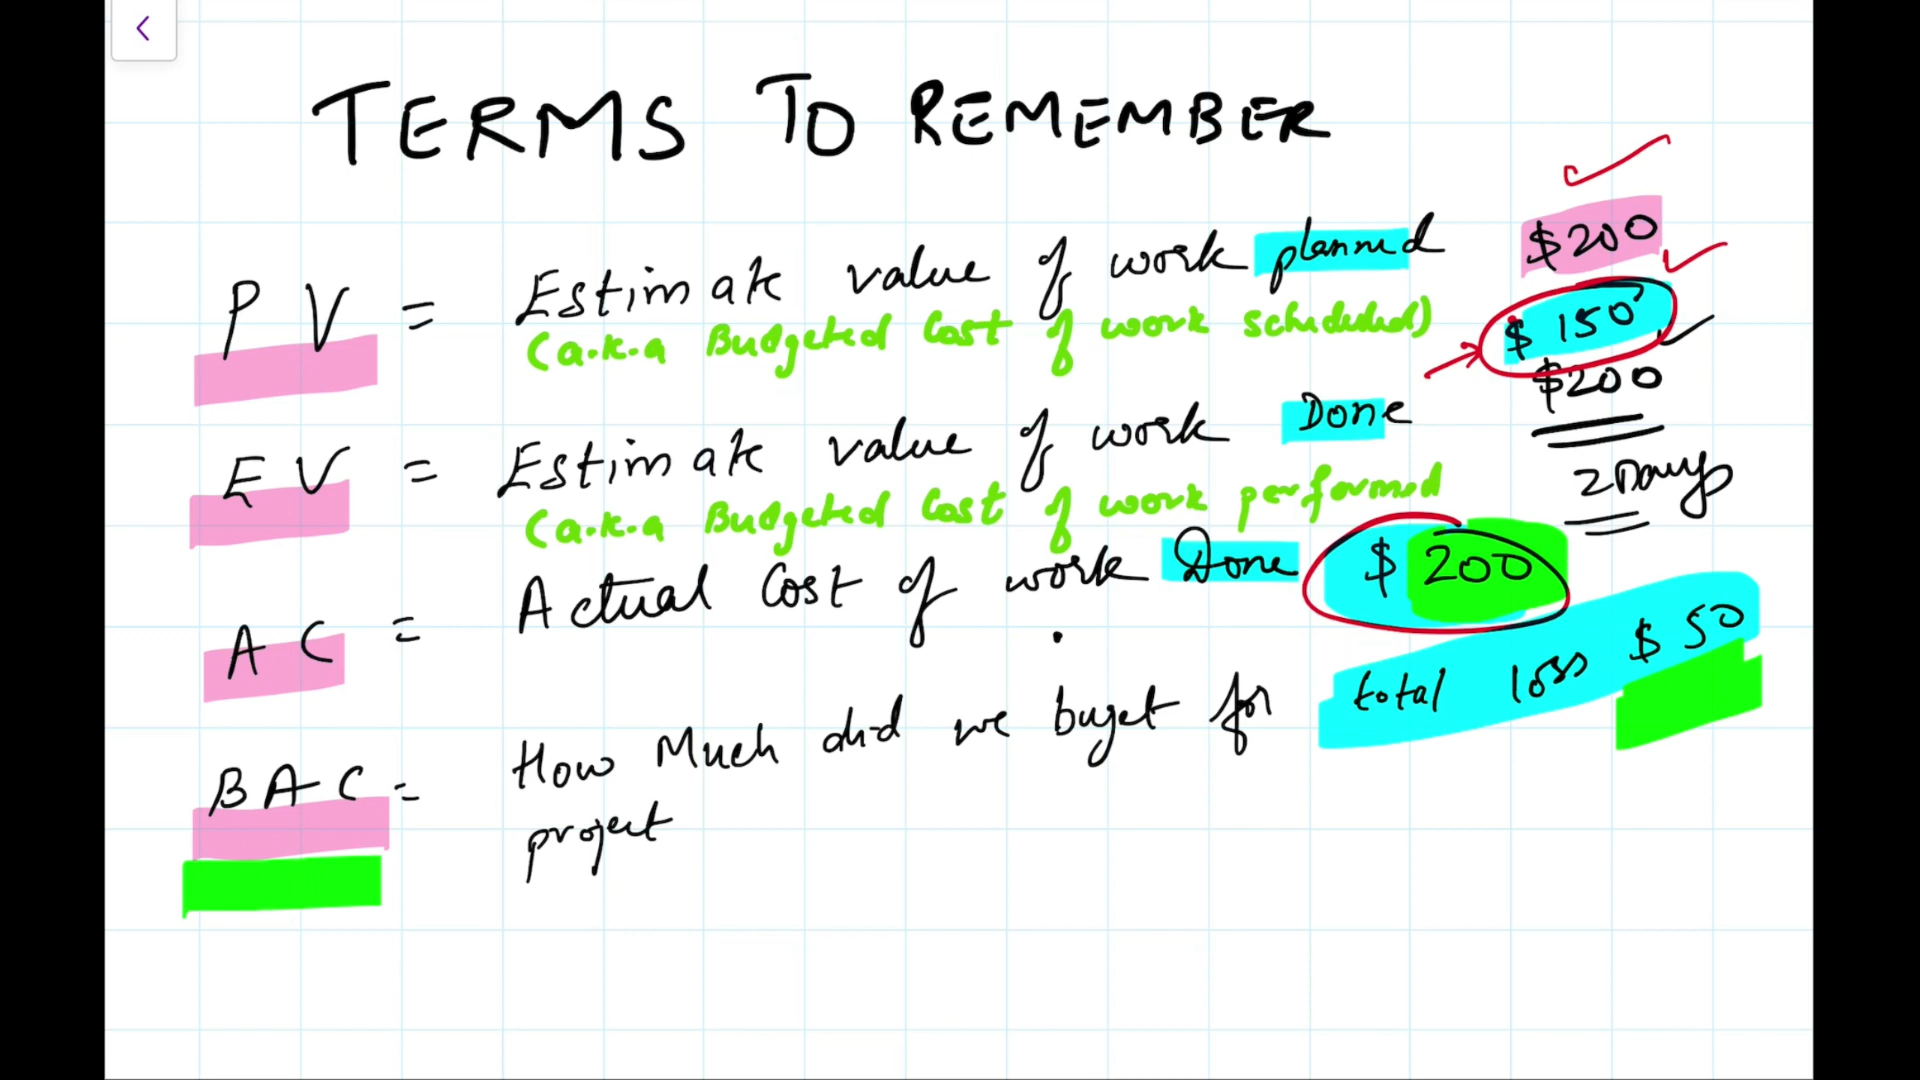 TERMS TO REMEMBER
$200
PV = Estimate value of work planned
(a.k.a Budgeted Cost of work scheduled)
$ 150
$200
EV = Estimate value of work Done
2 Days
(a.k.a Budgeted Cost of work performed
AC = Actual Cost of work Done $ 200
total loss $ 50
BAC = How Much did we buget for
project